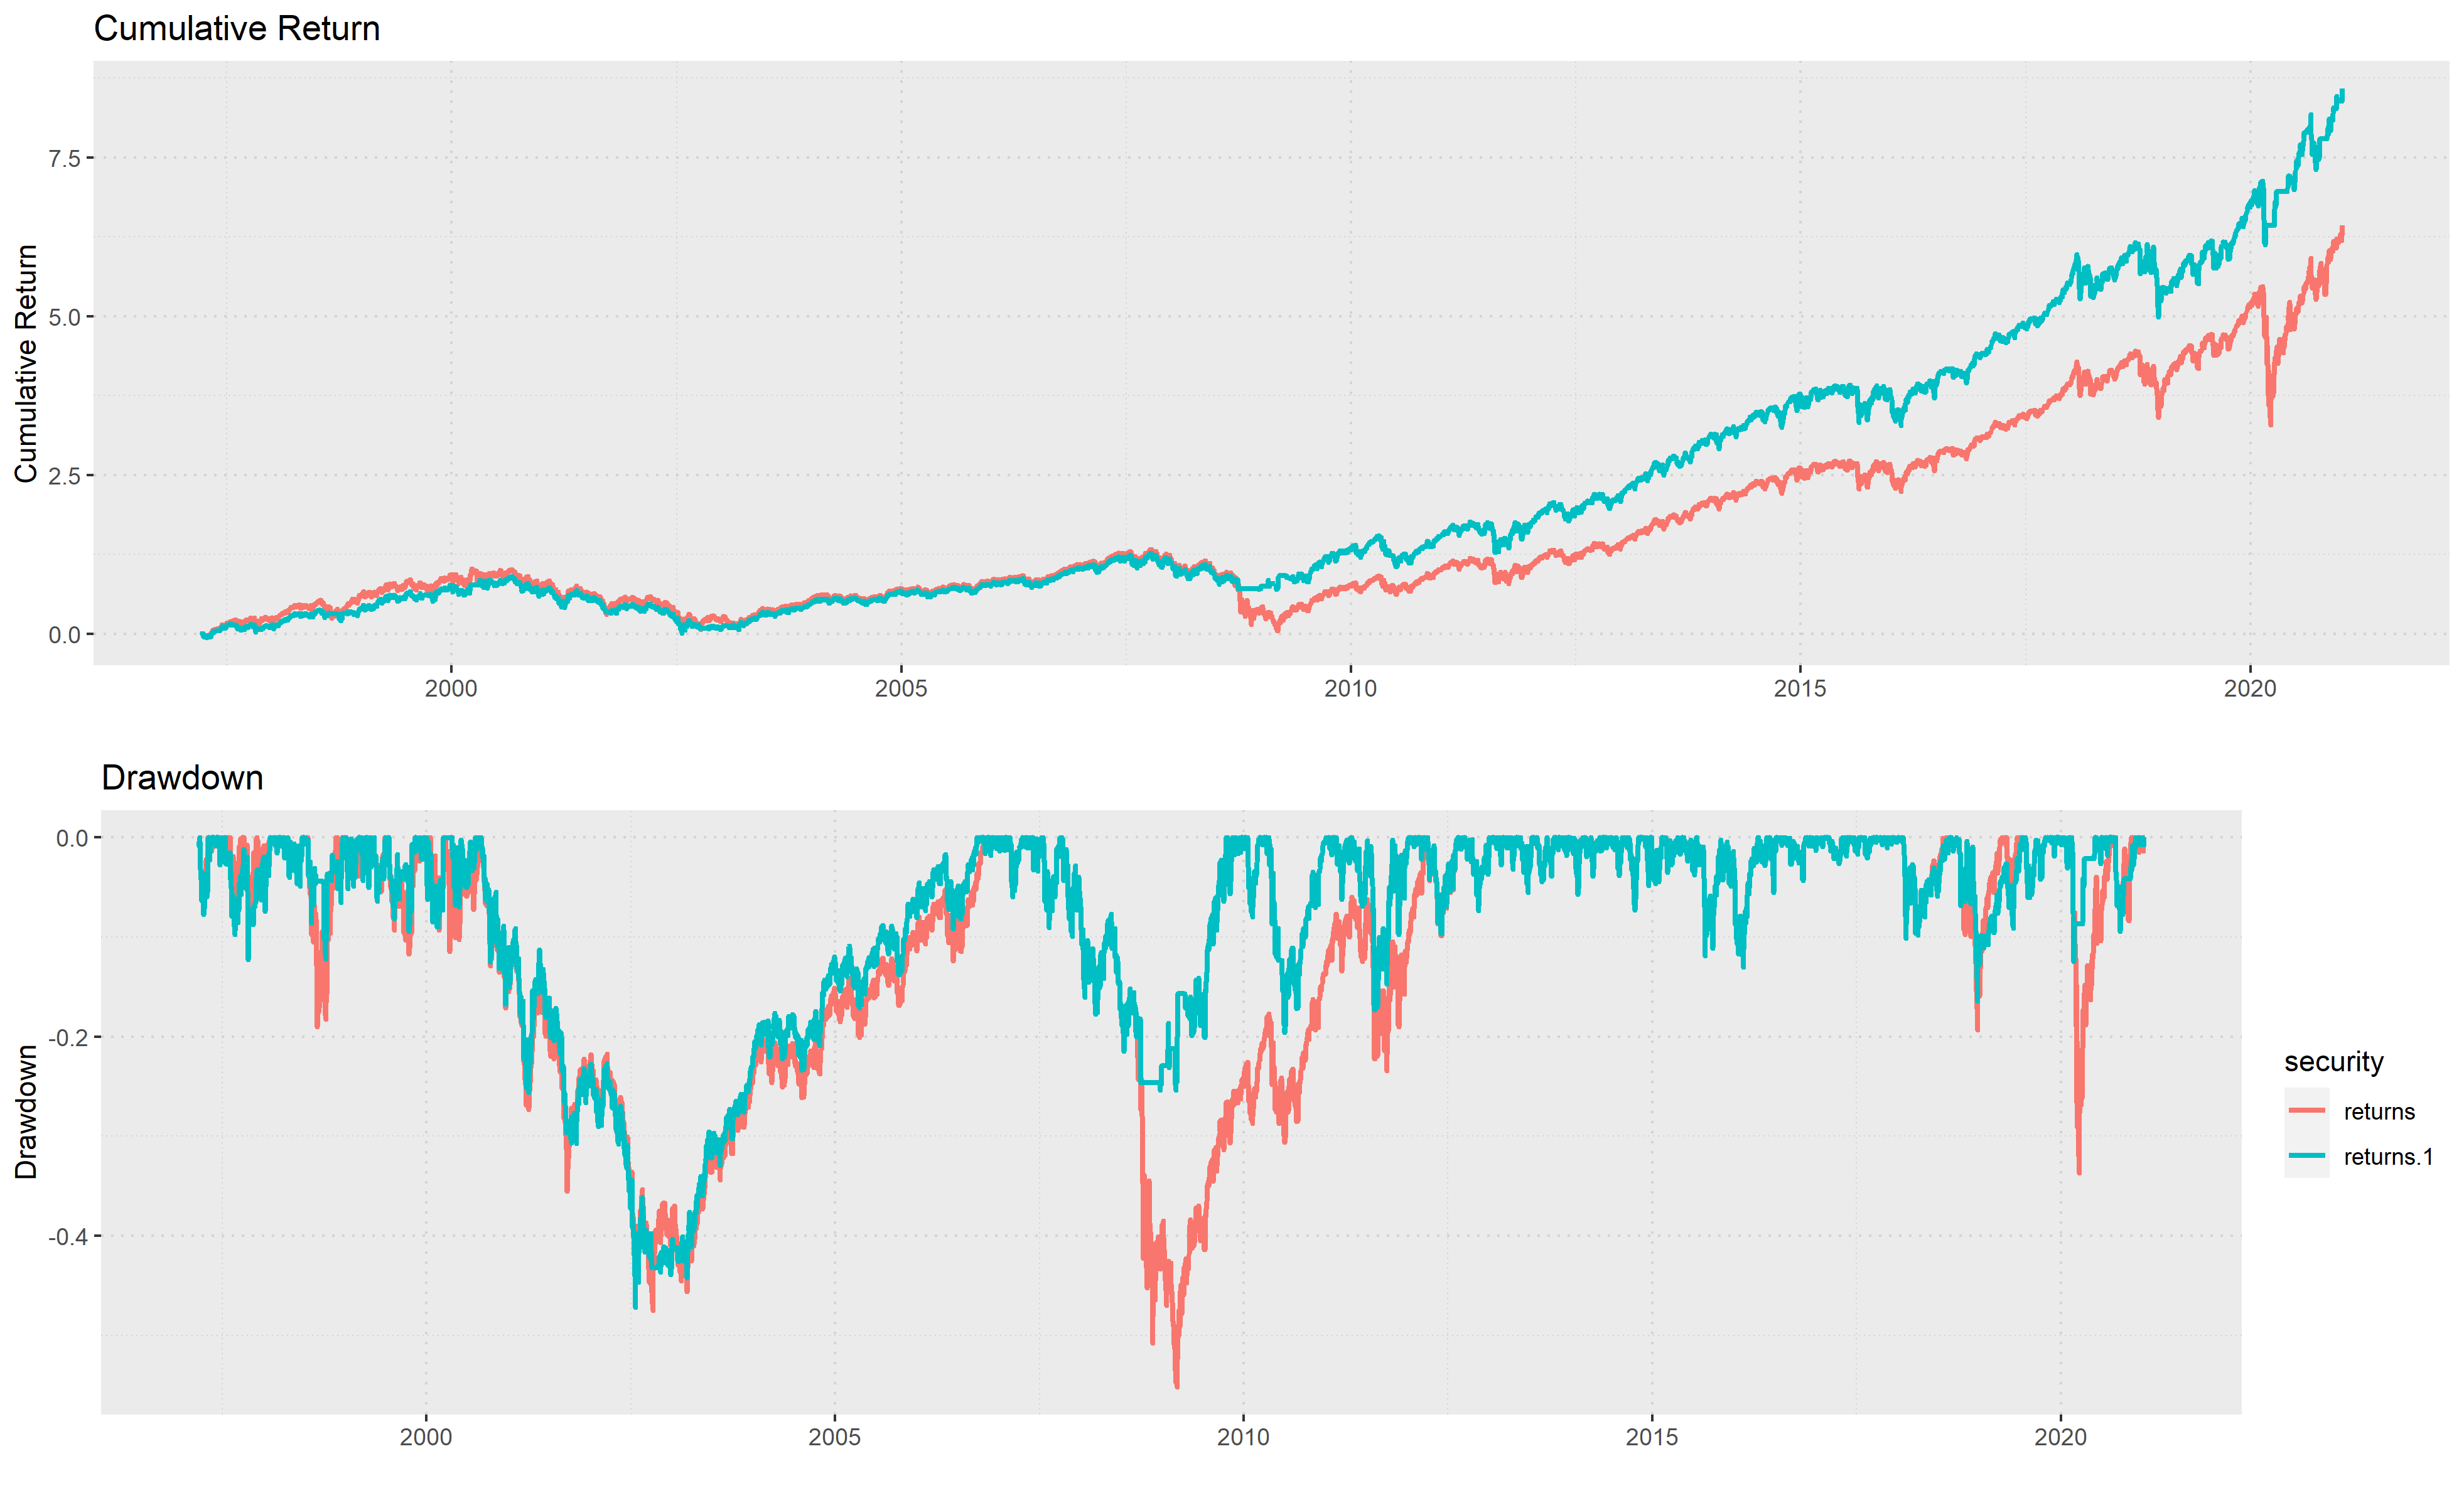 Cumulative Return
Cumulative Return
7.5
5.0
2.5
0.0
2000 2005 2010 2015 2020
Drawdown
Drawdown
0.0
-0.2
-0.4
2000 2005 2010 2015 2020
security
returns
returns.1